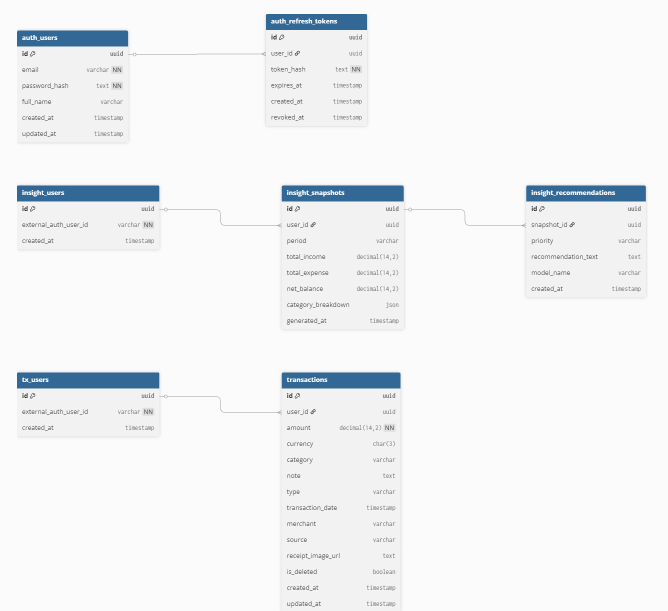 auth_users
id uuid
email varchar NN
password_hash text NN
full_name varchar
created_at timestamp
updated_at timestamp
auth_refresh_tokens
id uuid
user_id uuid
token_hash text NN
expires_at timestamp
created_at timestamp
revoked_at timestamp
insight_users
id uuid
external_auth_user_id varchar NN
created_at timestamp
insight_snapshots
id uuid
user_id uuid
period varchar
total_income decimal(14,2)
total_expense decimal(14,2)
net_balance decimal(14,2)
category_breakdown json
generated_at timestamp
insight_recommendations
id uuid
snapshot_id uuid
priority varchar
recommendation_text text
model_name varchar
created_at timestamp
tx_users
id uuid
external_auth_user_id varchar NN
created_at timestamp
transactions
id uuid
user_id uuid
amount decimal(14,2) NN
currency char(3)
category varchar
note text
type varchar
transaction_date timestamp
merchant varchar
source varchar
receipt_image_url text
is_deleted boolean
created_at timestamp
updated_at timestamp